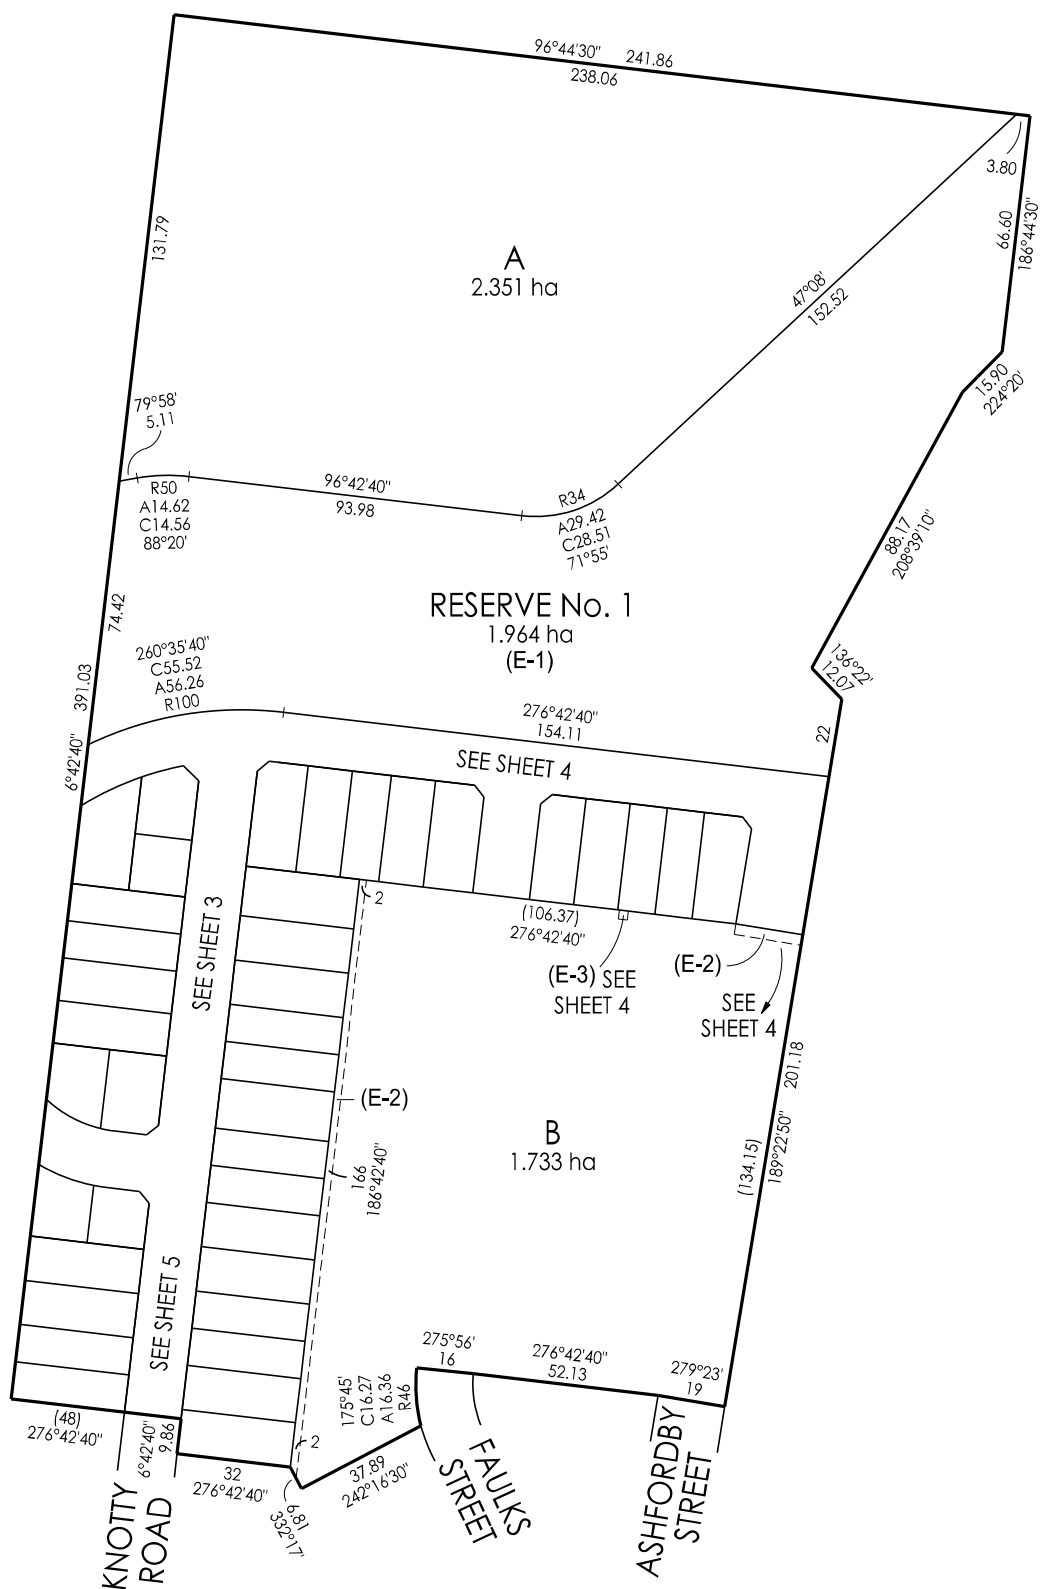 96°44'30" 241.86
238.06
3.80
66.60
186°44'30"
131.79
A
2.351 ha
47°08'
152.52
15.90
224°20'
79°58'
5.11
R50
A14.62
C14.56
88°20'
96°42'40"
93.98
R34
A29.42
C28.51
71°55'
88.17
208°39'10"
74.42
RESERVE No. 1
1.964 ha
(E-1)
136°22'
12.07
260°35'40"
C55.52
A56.26
R100
391.03
6°42'40"
276°42'40"
154.11
22
SEE SHEET 4
2
(106.37)
276°42'40"
SEE SHEET 3
(E-3) SEE
SHEET 4
(E-2)
SEE
SHEET 4
201.18
189°22'50"
(134.15)
(E-2)
B
1.733 ha
166
186°42'40"
SEE SHEET 5
275°56'
16
276°42'40"
52.13
279°23'
19
175°45'
C16.27
A16.36
R46
(48)
276°42'40"
6°42'40"
9.86
2
32
276°42'40"
6.81
332°17'
37.89
242°16'30"
KNOTTY
ROAD
FAULKS
STREET
ASHFORDBY
STREET